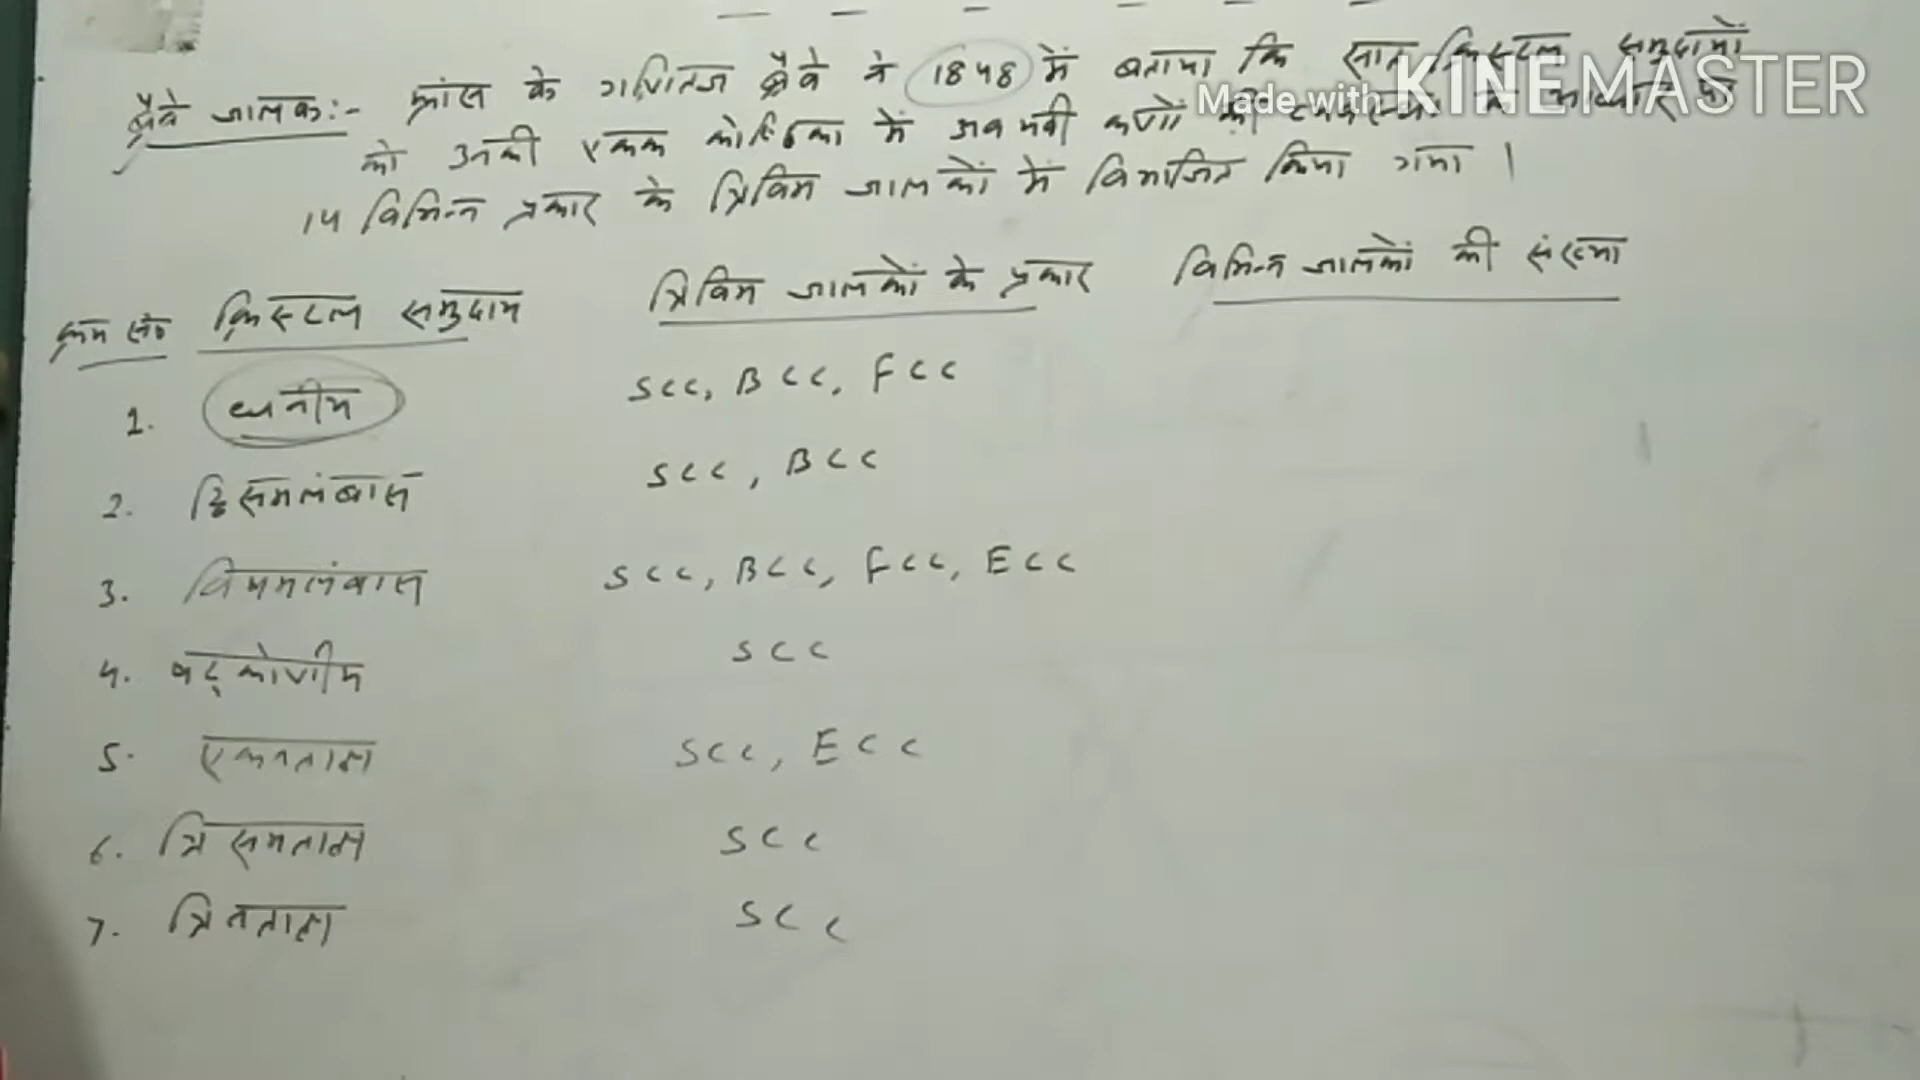 ब्रैवे जालक:- फ्रांस के गणितज्ञ ब्रैवे ने 1848 में बताया कि सात क्रिस्टल समुदायों
Made with KINEMASTER
को उनकी एकक कोष्ठिका में अवयवी कणों की के आधार पर
14 विभिन्न प्रकार के त्रिविम जालकों में विभाजित किया गया |
क्रम सं० क्रिस्टल समुदाय त्रिविम जालकों के प्रकार विभिन्न जालकों की संख्या
1. घनीय SCC, BCC, FCC
2. द्विसमलंबाक्ष SCC, BCC
3. विषमलंबाक्ष SCC, BCC, FCC, ECC
4. षट्कोणीय SCC
5. एकनताक्ष SCC, ECC
6. त्रिसमनताक्ष SCC
7. त्रिनताक्ष SCC